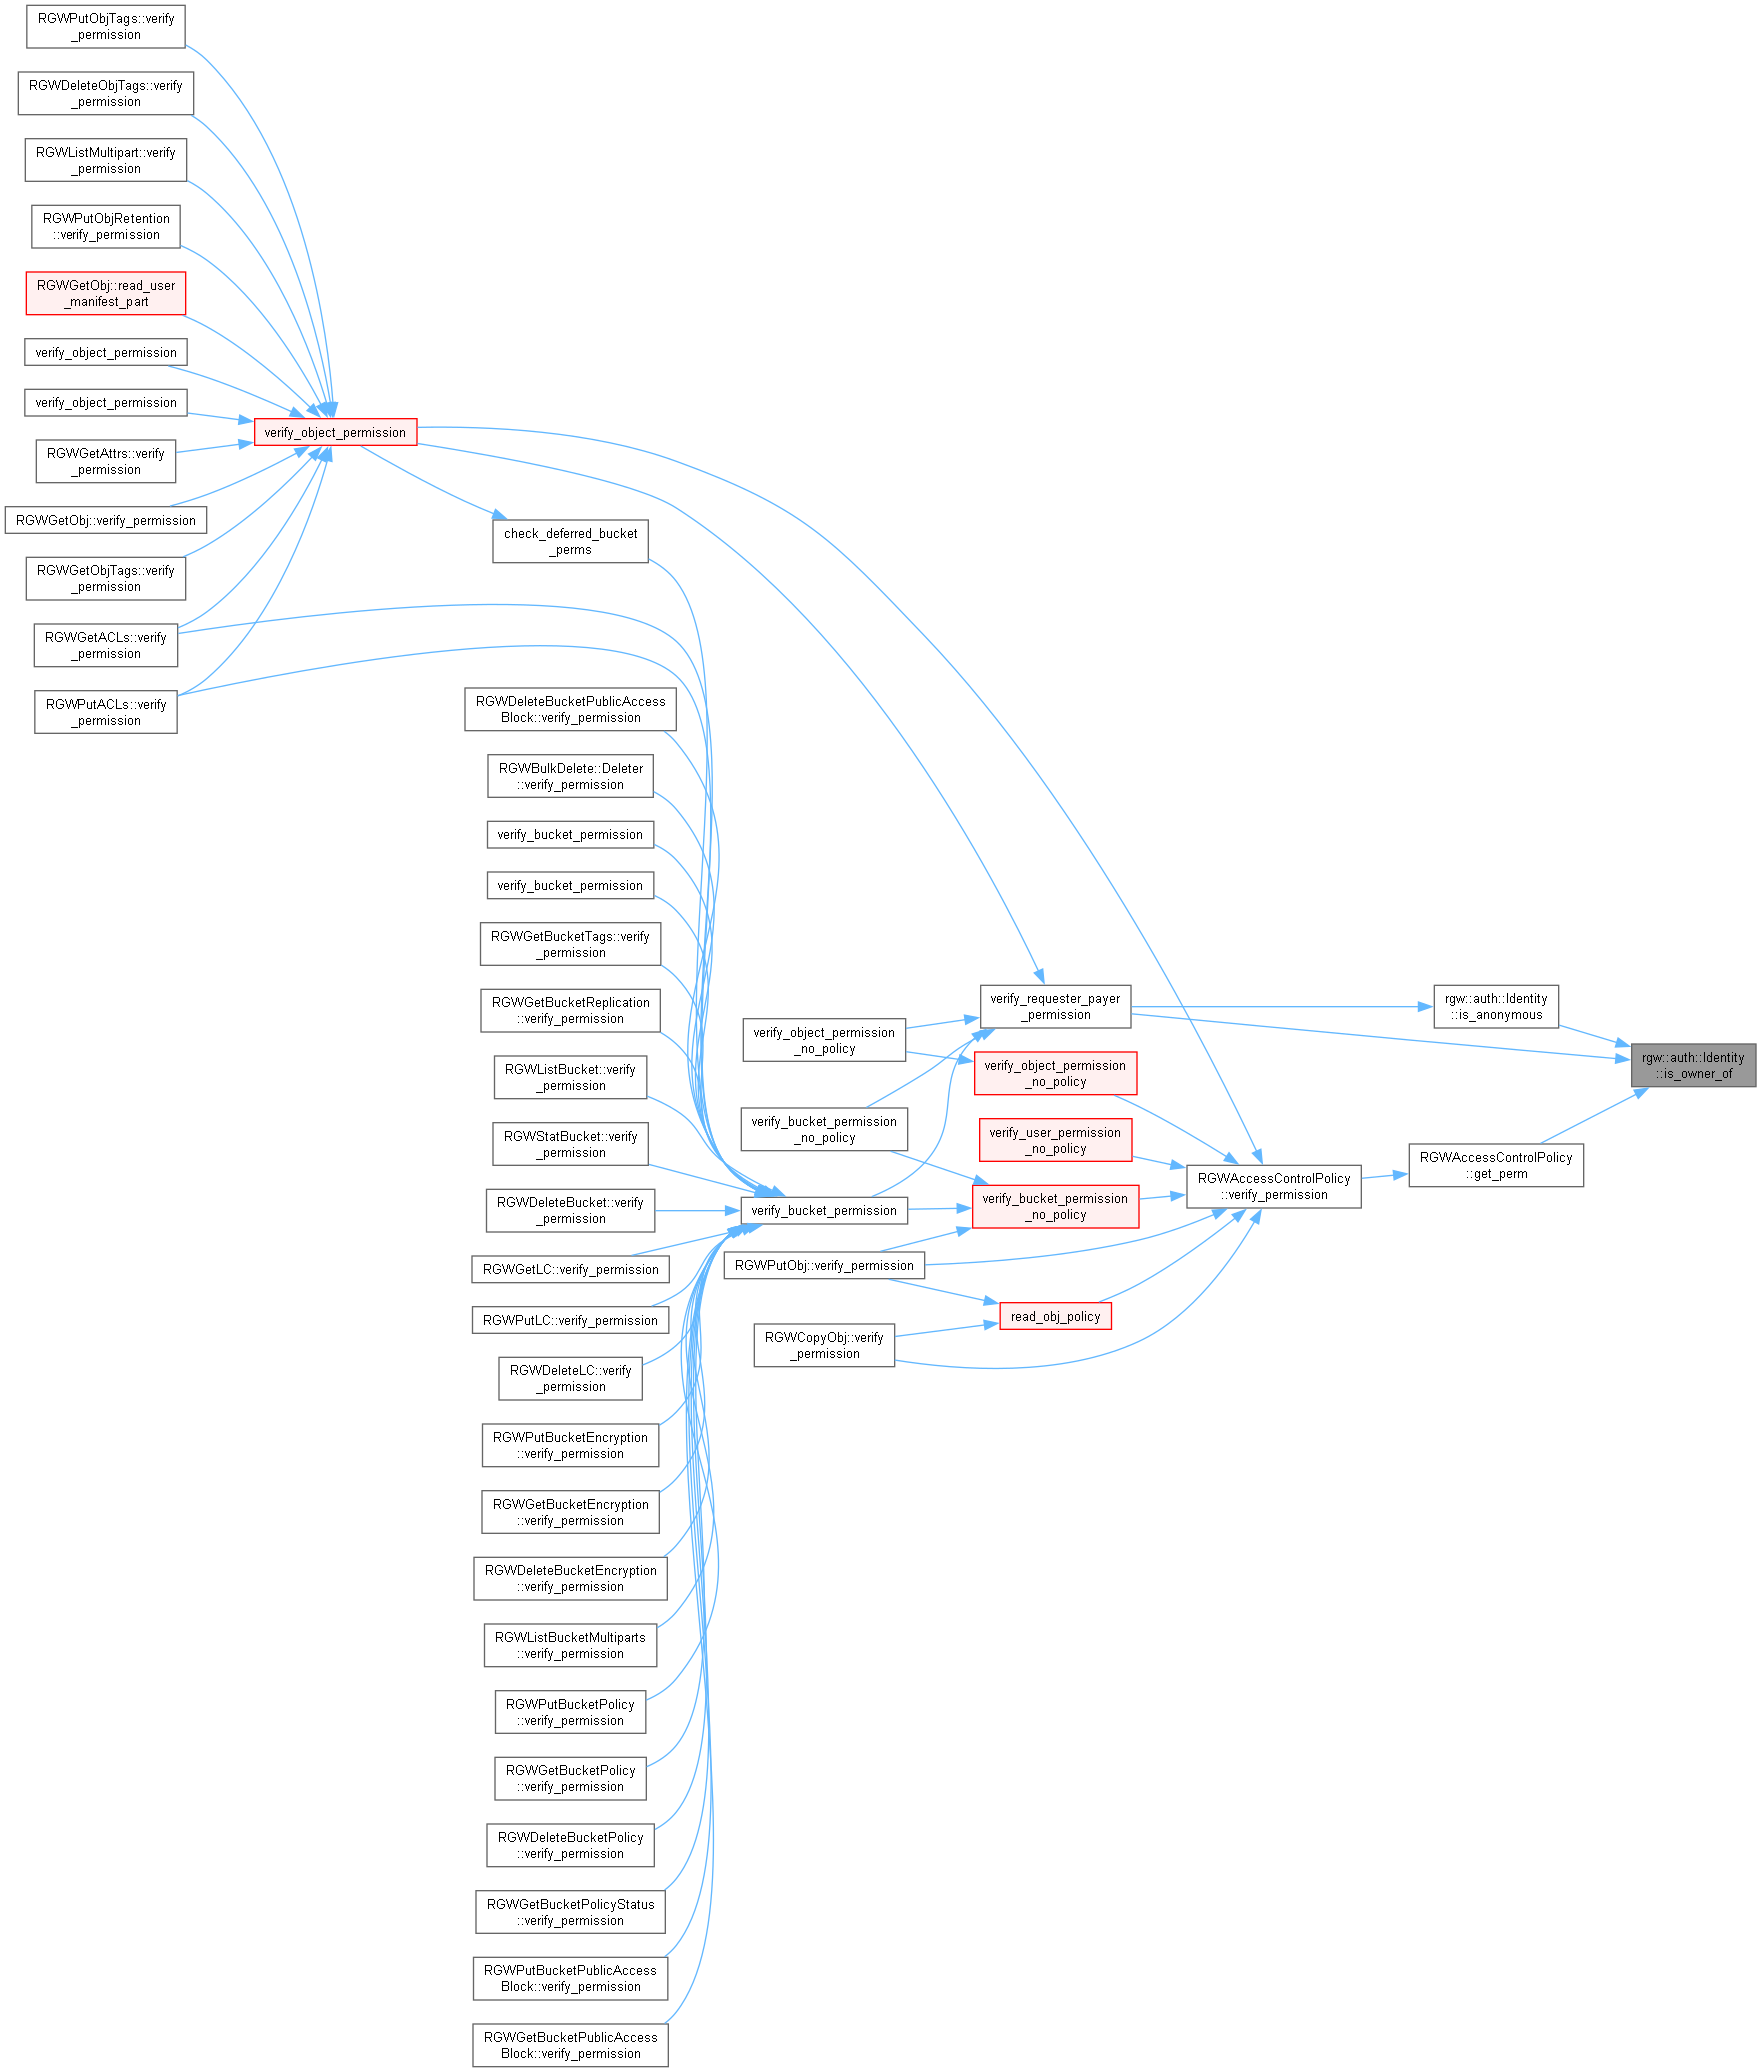 RGWPutObjTags::verify
_permission
RGWDeleteObjTags::verify
_permission
RGWListMultipart::verify
_permission
RGWPutObjRetention
::verify_permission
RGWGetObj::read_user
_manifest_part
verify_object_permission
verify_object_permission
RGWGetAttrs::verify
_permission
RGWGetObj::verify_permission
RGWGetObjTags::verify
_permission
RGWGetACLs::verify
_permission
RGWPutACLs::verify
_permission
verify_object_permission
check_deferred_bucket
_perms
RGWDeleteBucketPublicAccess
Block::verify_permission
RGWBulkDelete::Deleter
::verify_permission
verify_bucket_permission
verify_bucket_permission
RGWGetBucketTags::verify
_permission
RGWGetBucketReplication
::verify_permission
RGWListBucket::verify
_permission
RGWStatBucket::verify
_permission
RGWDeleteBucket::verify
_permission
RGWGetLC::verify_permission
RGWPutLC::verify_permission
RGWDeleteLC::verify
_permission
RGWPutBucketEncryption
::verify_permission
RGWGetBucketEncryption
::verify_permission
RGWDeleteBucketEncryption
::verify_permission
RGWListBucketMultiparts
::verify_permission
RGWPutBucketPolicy
::verify_permission
RGWGetBucketPolicy
::verify_permission
RGWDeleteBucketPolicy
::verify_permission
RGWGetBucketPolicyStatus
::verify_permission
RGWPutBucketPublicAccess
Block::verify_permission
RGWGetBucketPublicAccess
Block::verify_permission
verify_object_permission
_no_policy
verify_bucket_permission
_no_policy
verify_bucket_permission
RGWPutObj::verify_permission
RGWCopyObj::verify
_permission
verify_requester_payer
_permission
verify_object_permission
_no_policy
verify_user_permission
_no_policy
verify_bucket_permission
_no_policy
read_obj_policy
RGWAccessControlPolicy
::verify_permission
rgw::auth::Identity
::is_anonymous
RGWAccessControlPolicy
::get_perm
rgw::auth::Identity
::is_owner_of